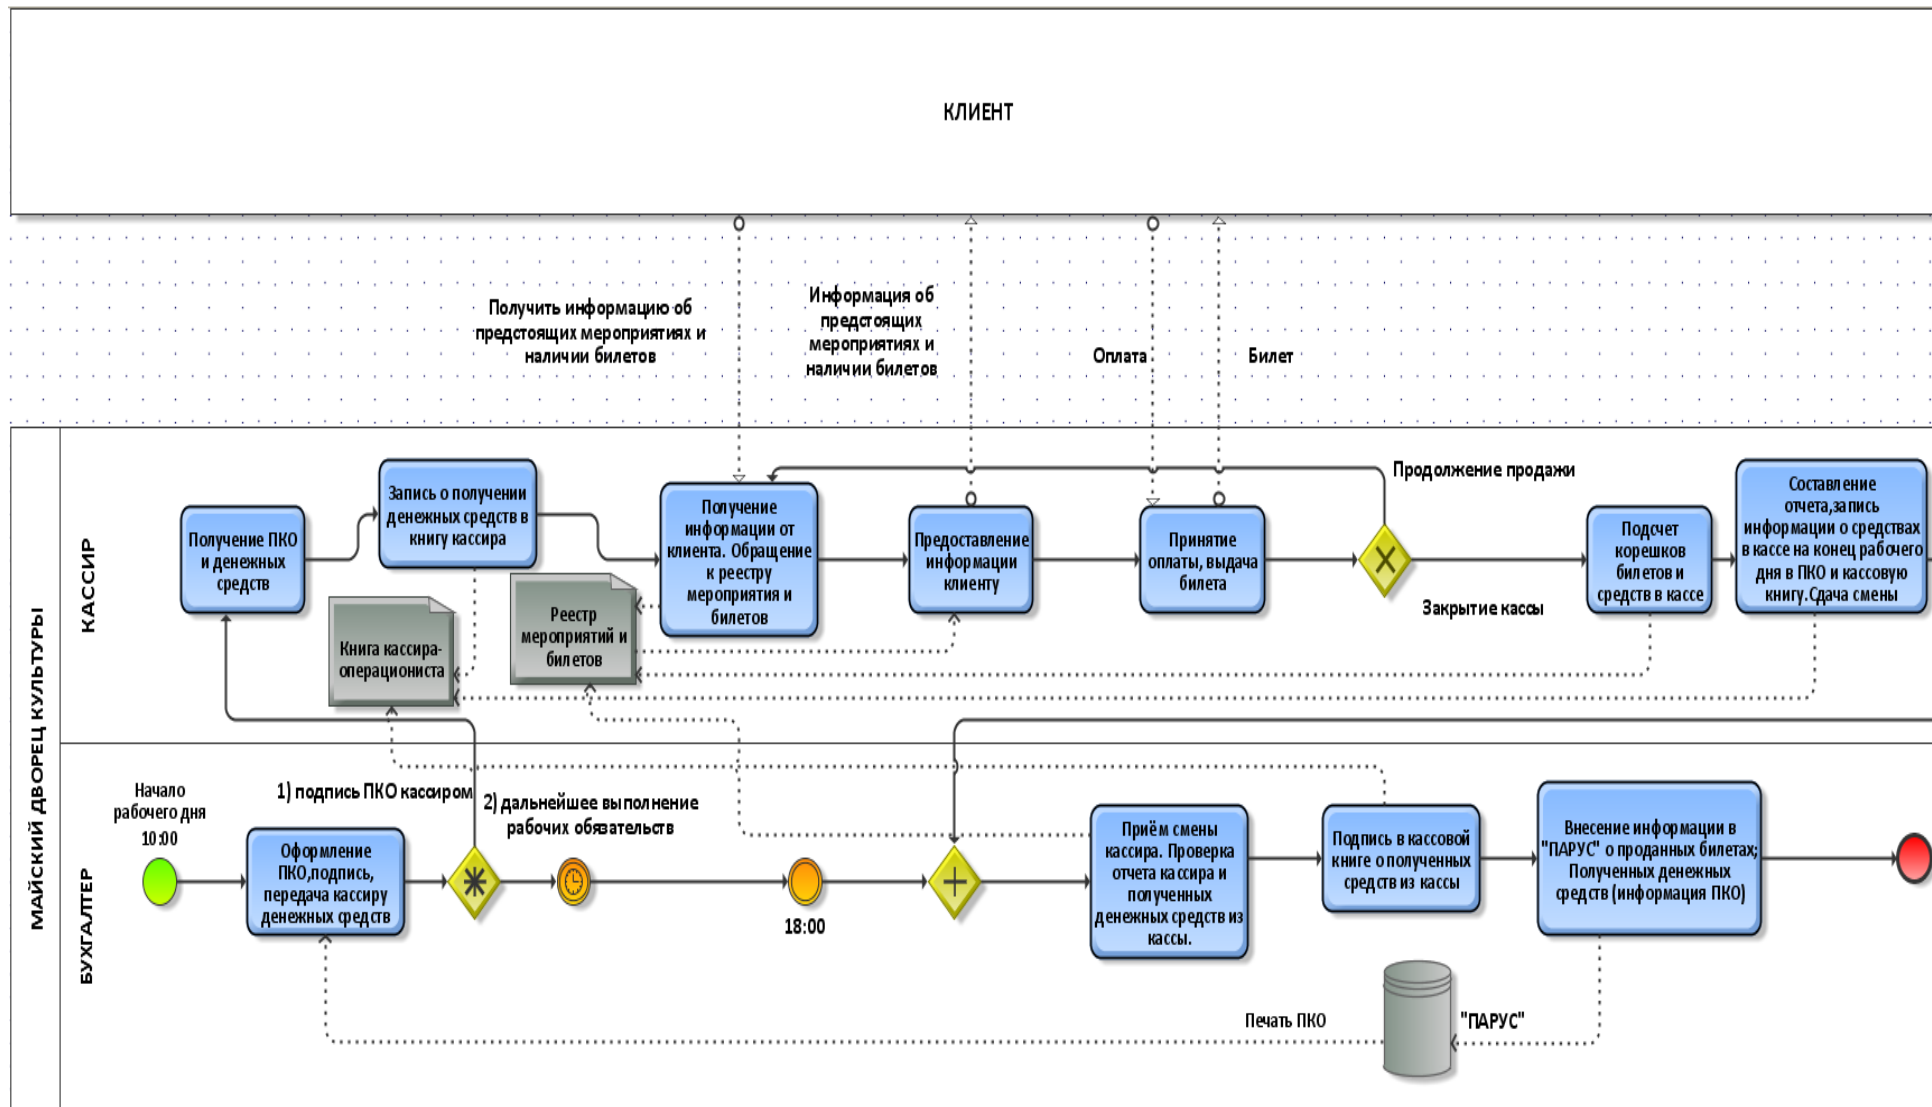 КЛИЕНТ
Получить информацию об
предстоящих мероприятиях и
наличии билетов
Информация об
предстоящих
мероприятиях и
наличии билетов
Оплата
Билет
МАЙСКИЙ ДВОРЕЦ КУЛЬТУРЫ
КАССИР
Получение ПКО
и денежных
средств
Запись о получении
денежных средств в
книгу кассира
Получение
информации от
клиента. Обращение
к реестру
мероприятия и
билетов
Предоставление
информации
клиенту
Принятие
оплаты, выдача
билета
Продолжение продажи
Закрытие кассы
Подсчет
корешков
билетов и
средств в кассе
Составление
отчета,запись
информации о средствах
в кассе на конец рабочего
дня в ПКО и кассовую
книгу.Сдача смены
Книга кассира-
операциониста
Реестр
мероприятий и
билетов
БУХГАЛТЕР
Начало
рабочего дня
10:00
Оформление
ПКО,подпись,
передача кассиру
денежных средств
1) подпись ПКО кассиром
2) дальнейшее выполнение
рабочих обязательств
18:00
Приём смены
кассира. Проверка
отчета кассира и
полученных
денежных средств из
кассы.
Подпись в кассовой
книге о полученных
средств из кассы
Внесение информации в
"ПАРУС" о проданных билетах;
Полученных денежных
средств (информация ПКО)
Печать ПКО
"ПАРУС"